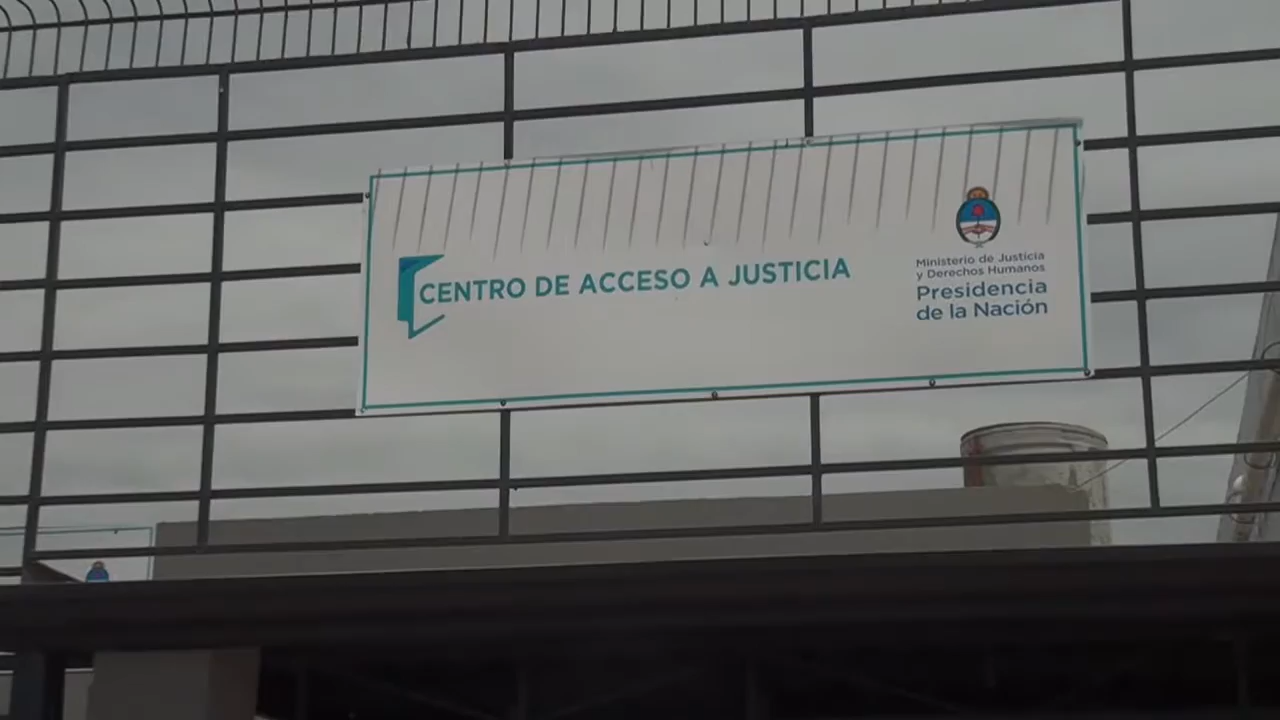 CENTRO DE ACCESO A JUSTICIA
Ministerio de Justicia
y Derechos Humanos
Presidencia
de la Nación